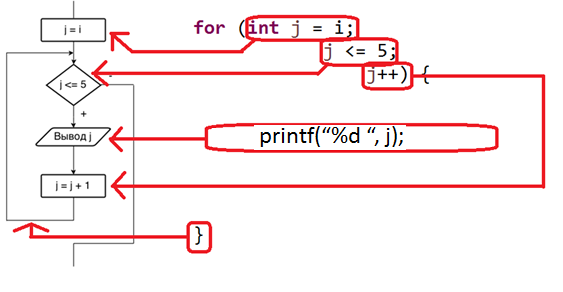 j = i
j <= 5
+
Вывод j
j = j + 1
for (int j = i;
j <= 5;
j++) {
printf(“%d “, j);
}